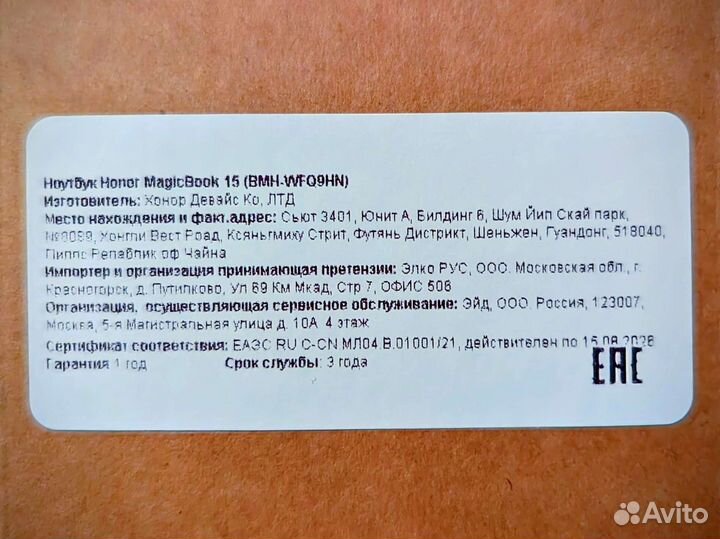 Ноутбук Honor MagicBook 15 (BMH-WFQ9HN)
Изготовитель: Хонор Девайс Ко, ЛТД
Место нахождения и факт.адрес: Сьют 3401, Юнит А, Билдинг 6, Шум Йип Скай парк,
№8089, Хонгли Вест Роад, Ксяньгмиху Стрит, Футянь Дистрикт, Шеньжен, Гуандонг, 518040,
Пиплс Репаблик оф Чайна
Импортер и организация принимающая претензии: Элко РУС, ООО. Московская обл., г.
Красногорск, д. Путилково, Ул 69 Км Мкад, Стр 7, ОФИС 506
Организация, осуществляющая сервисное обслуживание: Эйд, ООО. Россия, 123007,
Москва, 5-я Магистральная улица д. 10А 4 этаж
Сертификат соответствия: ЕАЭС RU C-CN МЛ04.В.01001/21, действителен по 15.08.2026
Гарантия 1 год Срок службы: 3 года
EAC
Avito